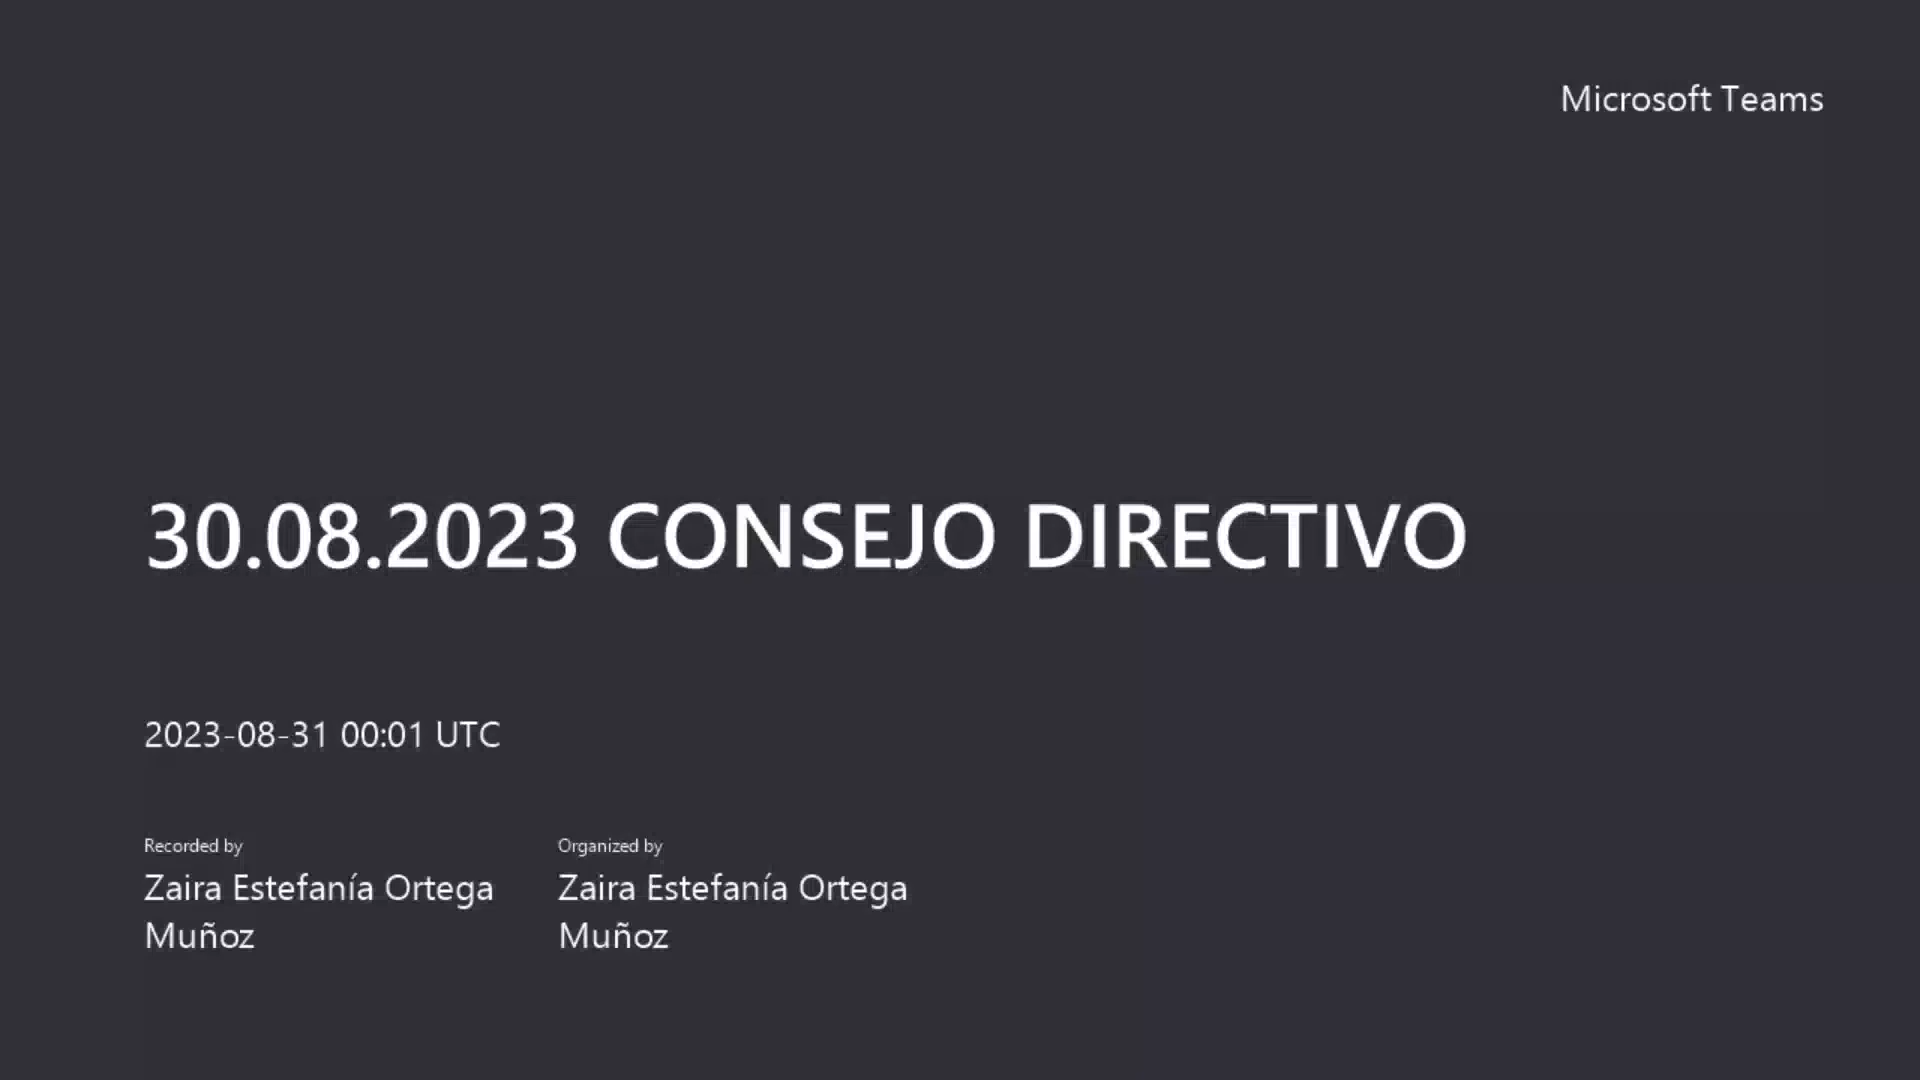 Microsoft Teams
30.08.2023 CONSEJO DIRECTIVO
2023-08-31 00:01 UTC
Recorded by
Zaira Estefanía Ortega
Muñoz
Organized by
Zaira Estefanía Ortega
Muñoz